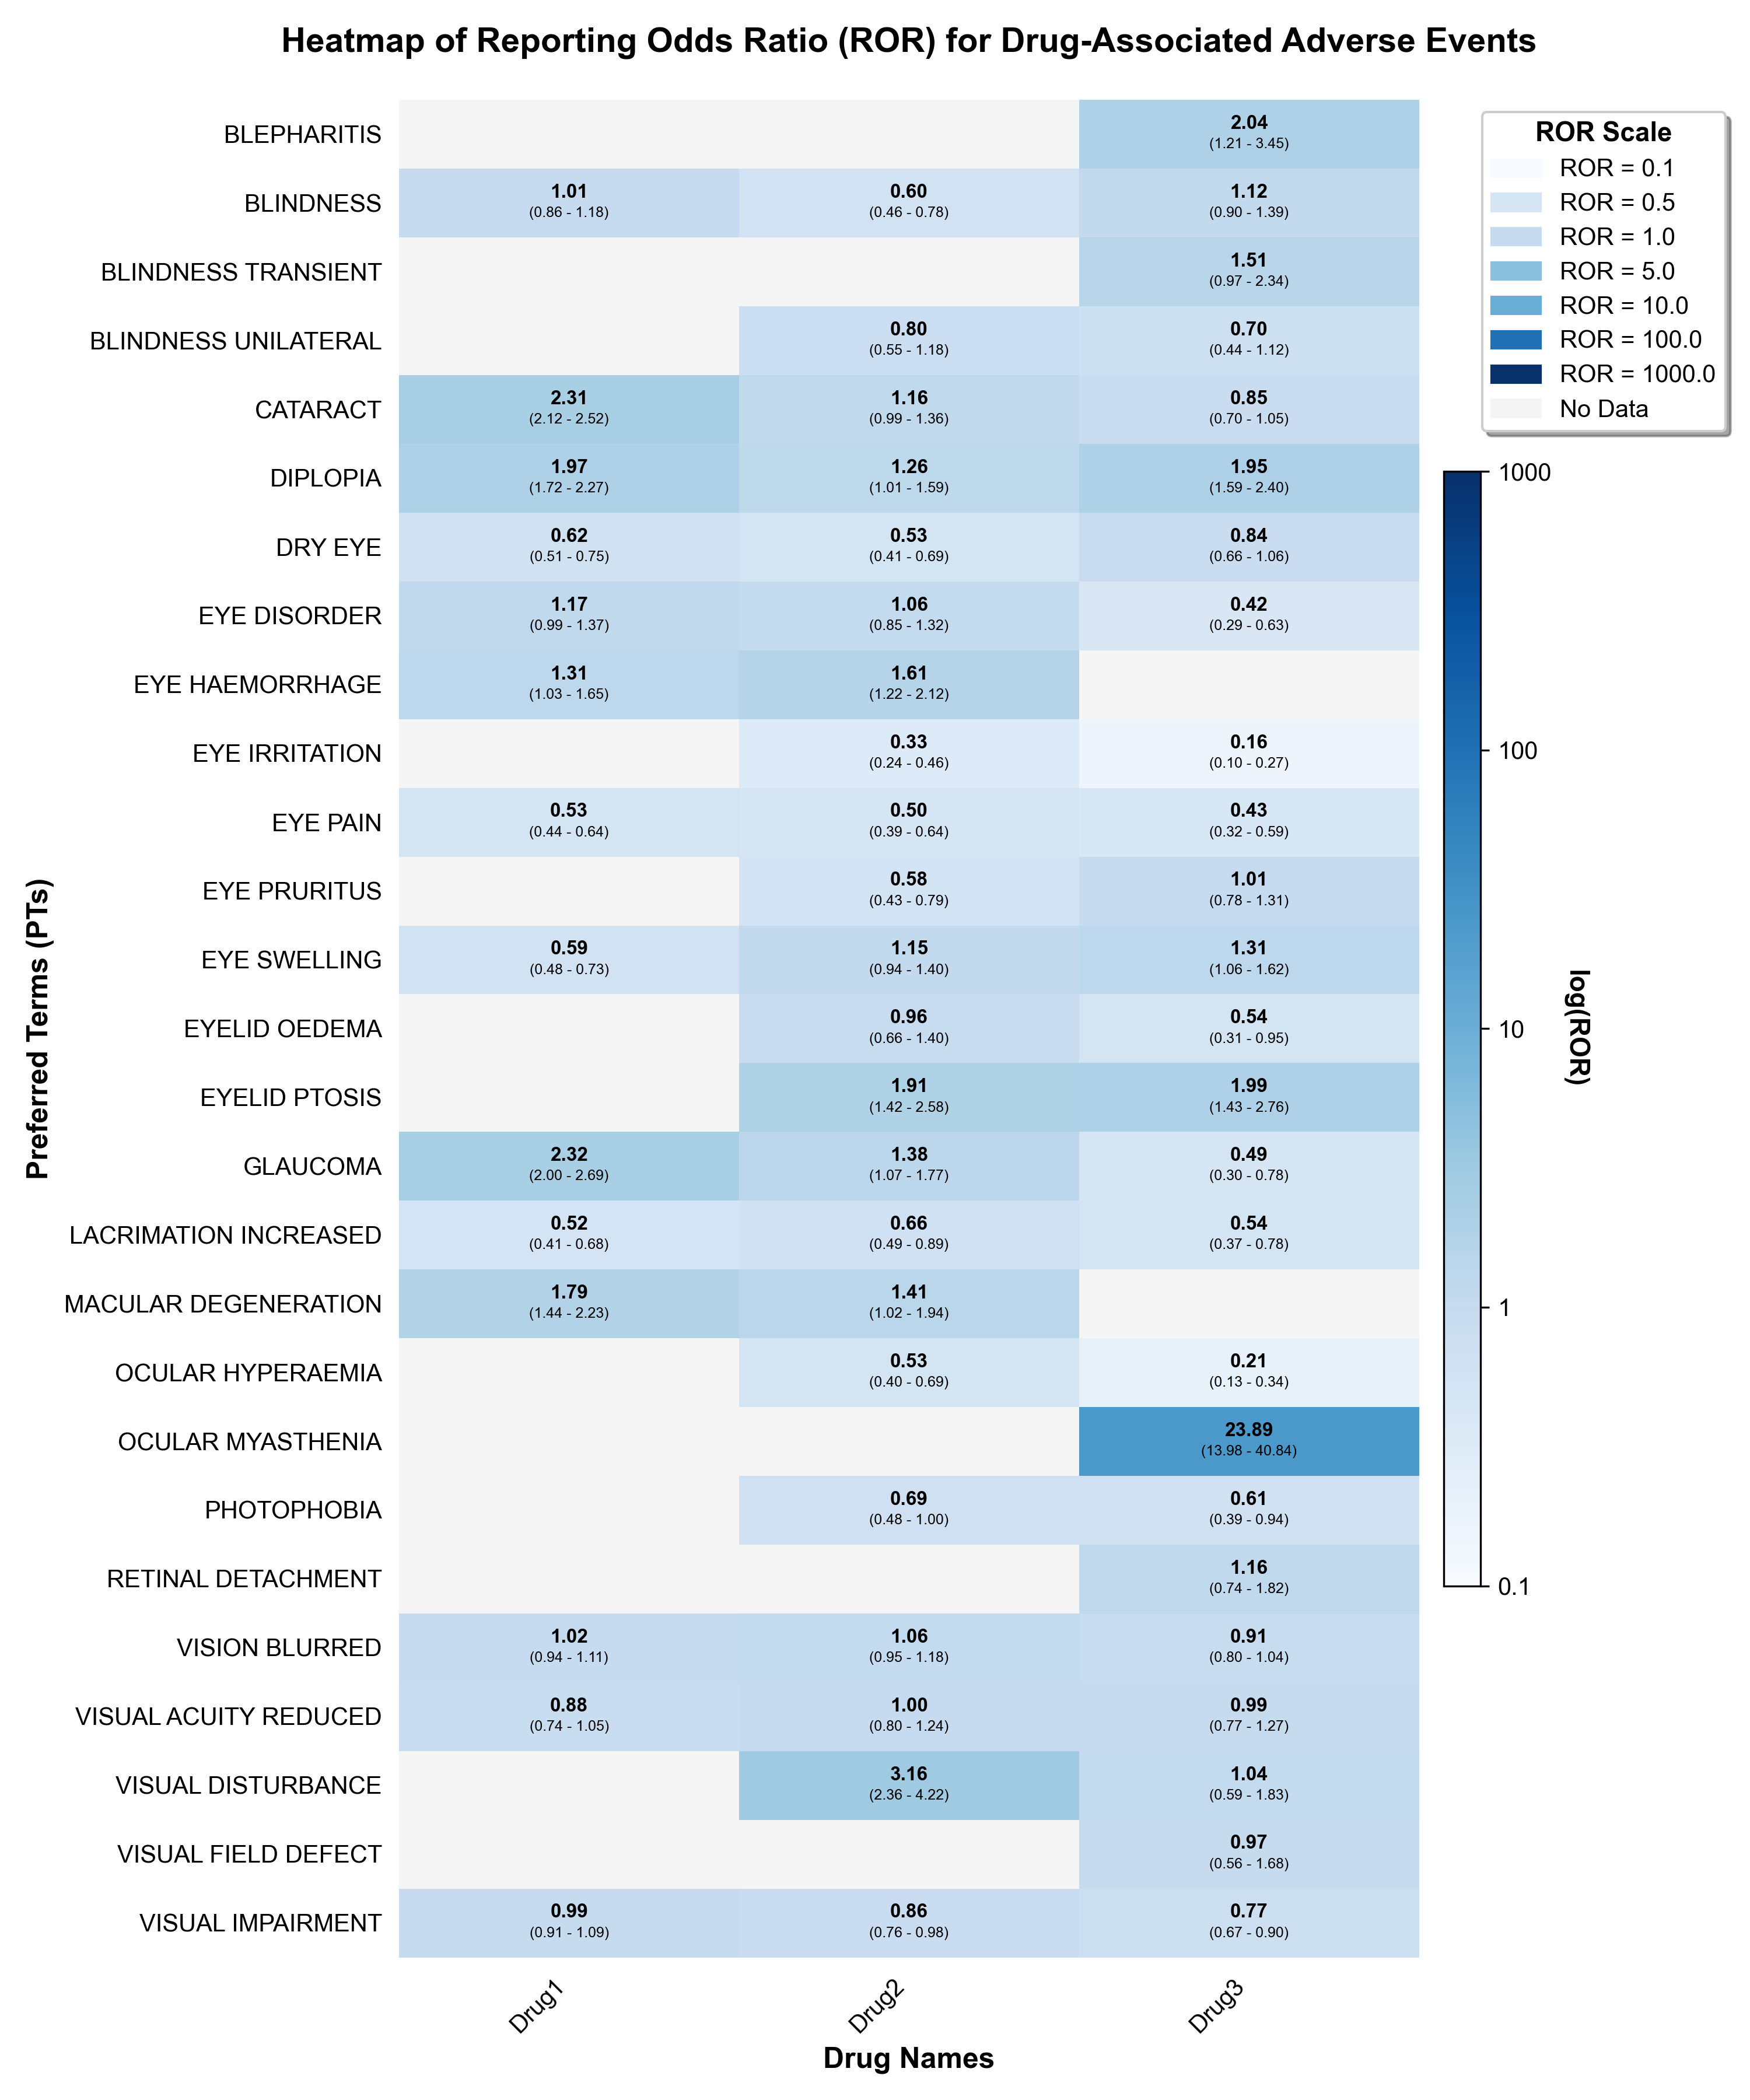 Heatmap of Reporting Odds Ratio (ROR) for Drug-Associated Adverse Events
Preferred Terms (PTs)
BLEPHARITIS
2.04
(1.21 - 3.45)
BLINDNESS
1.01
(0.86 - 1.18)
0.60
(0.46 - 0.78)
1.12
(0.90 - 1.39)
BLINDNESS TRANSIENT
1.51
(0.97 - 2.34)
BLINDNESS UNILATERAL
0.80
(0.55 - 1.18)
0.70
(0.44 - 1.12)
CATARACT
2.31
(2.12 - 2.52)
1.16
(0.99 - 1.36)
0.85
(0.70 - 1.05)
DIPLOPIA
1.97
(1.72 - 2.27)
1.26
(1.01 - 1.59)
1.95
(1.59 - 2.40)
DRY EYE
0.62
(0.51 - 0.75)
0.53
(0.41 - 0.69)
0.84
(0.66 - 1.06)
EYE DISORDER
1.17
(0.99 - 1.37)
1.06
(0.85 - 1.32)
0.42
(0.29 - 0.63)
EYE HAEMORRHAGE
1.31
(1.03 - 1.65)
1.61
(1.22 - 2.12)
EYE IRRITATION
0.33
(0.24 - 0.46)
0.16
(0.10 - 0.27)
EYE PAIN
0.53
(0.44 - 0.64)
0.50
(0.39 - 0.64)
0.43
(0.32 - 0.59)
EYE PRURITUS
0.58
(0.43 - 0.79)
1.01
(0.78 - 1.31)
EYE SWELLING
0.59
(0.48 - 0.73)
1.15
(0.94 - 1.40)
1.31
(1.06 - 1.62)
EYELID OEDEMA
0.96
(0.66 - 1.40)
0.54
(0.31 - 0.95)
EYELID PTOSIS
1.91
(1.42 - 2.58)
1.99
(1.43 - 2.76)
GLAUCOMA
2.32
(2.00 - 2.69)
1.38
(1.07 - 1.77)
0.49
(0.30 - 0.78)
LACRIMATION INCREASED
0.52
(0.41 - 0.68)
0.66
(0.49 - 0.89)
0.54
(0.37 - 0.78)
MACULAR DEGENERATION
1.79
(1.44 - 2.23)
1.41
(1.02 - 1.94)
OCULAR HYPERAEMIA
0.53
(0.40 - 0.69)
0.21
(0.13 - 0.34)
OCULAR MYASTHENIA
23.89
(13.98 - 40.84)
PHOTOPHOBIA
0.69
(0.48 - 1.00)
0.61
(0.39 - 0.94)
RETINAL DETACHMENT
1.16
(0.74 - 1.82)
VISION BLURRED
1.02
(0.94 - 1.11)
1.06
(0.95 - 1.18)
0.91
(0.80 - 1.04)
VISUAL ACUITY REDUCED
0.88
(0.74 - 1.05)
1.00
(0.80 - 1.24)
0.99
(0.77 - 1.27)
VISUAL DISTURBANCE
3.16
(2.36 - 4.22)
1.04
(0.59 - 1.83)
VISUAL FIELD DEFECT
0.97
(0.56 - 1.68)
VISUAL IMPAIRMENT
0.99
(0.91 - 1.09)
0.86
(0.76 - 0.98)
0.77
(0.67 - 0.90)
Drug1
Drug2
Drug3
Drug Names
ROR Scale
ROR = 0.1
ROR = 0.5
ROR = 1.0
ROR = 5.0
ROR = 10.0
ROR = 100.0
ROR = 1000.0
No Data
1000
100
10
1
0.1
log(ROR)